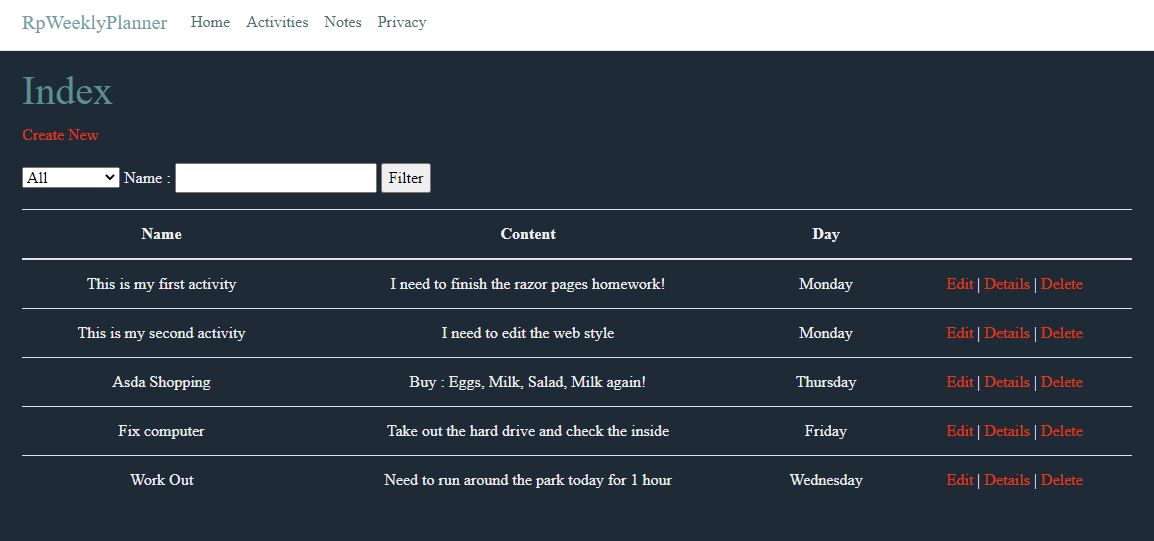 RpWeeklyPlanner Home Activities Notes Privacy
Index
Create New
All Name : Filter
Name Content Day
This is my first activity I need to finish the razor pages homework! Monday Edit | Details | Delete
This is my second activity I need to edit the web style Monday Edit | Details | Delete
Asda Shopping Buy : Eggs, Milk, Salad, Milk again! Thursday Edit | Details | Delete
Fix computer Take out the hard drive and check the inside Friday Edit | Details | Delete
Work Out Need to run around the park today for 1 hour Wednesday Edit | Details | Delete